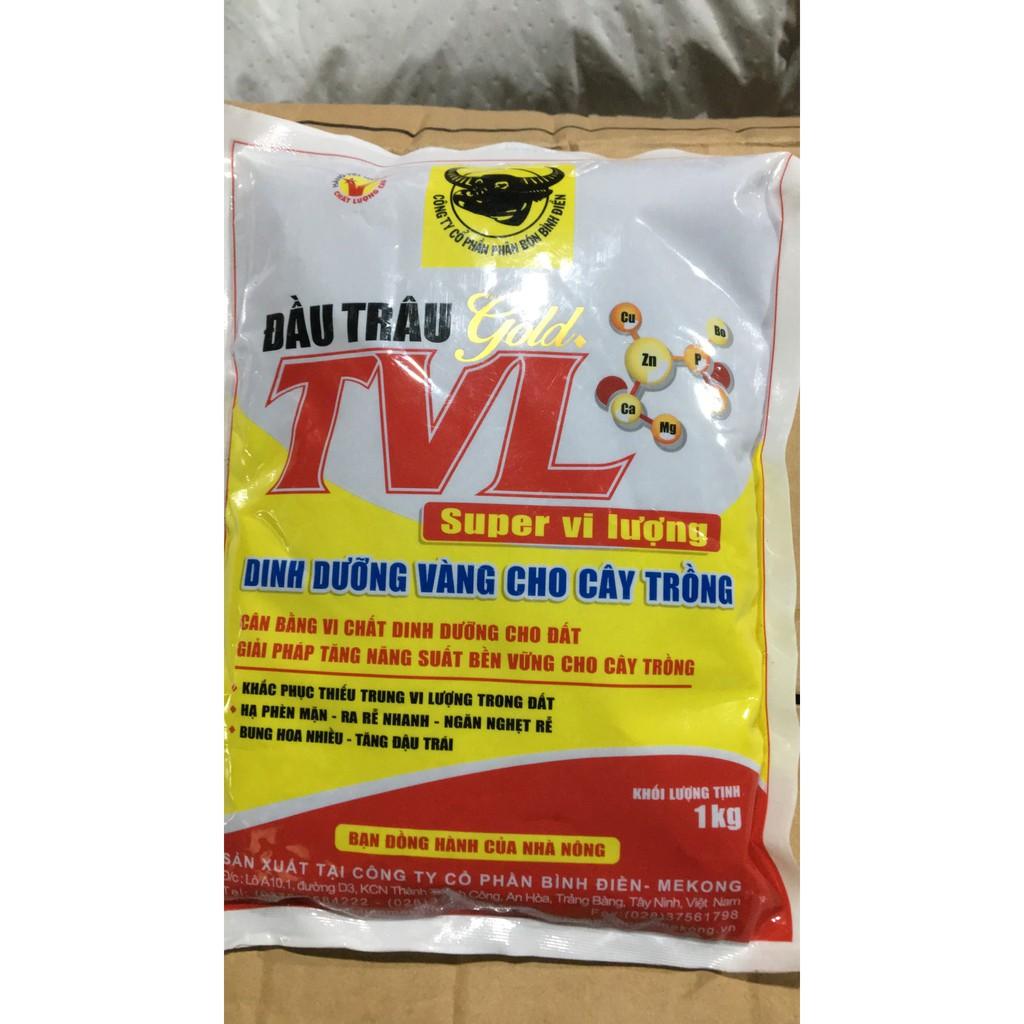 CHẤT LƯỢNG CAO
CÔNG TY CỔ PHẦN PHÂN BÓN BÌNH ĐIỀN
ĐẦU TRÂU Gold
TVL
Cu
Bo
Zn
P
Ca
Mg
Super vi lượng
DINH DƯỠNG VÀNG CHO CÂY TRỒNG
CÂN BẰNG VI CHẤT DINH DƯỠNG CHO ĐẤT
GIẢI PHÁP TĂNG NĂNG SUẤT BỀN VỮNG CHO CÂY TRỒNG
KHẮC PHỤC THIẾU TRUNG VI LƯỢNG TRONG ĐẤT
HẠ PHÈN MẶN - RA RỄ NHANH - NGĂN NGHẸT RỄ
BUNG HOA NHIỀU - TĂNG ĐẬU TRÁI
KHỐI LƯỢNG TỊNH
1kg
BẠN ĐỒNG HÀNH CỦA NHÀ NÔNG
SẢN XUẤT TẠI CÔNG TY CỔ PHẦN BÌNH ĐIỀN- MEKONG
Đ/c: Lô A10.1, đường D3, KCN Thành Công, An Hòa, Trảng Bàng, Tây Ninh, Việt Nam
Fax: (028)37561798